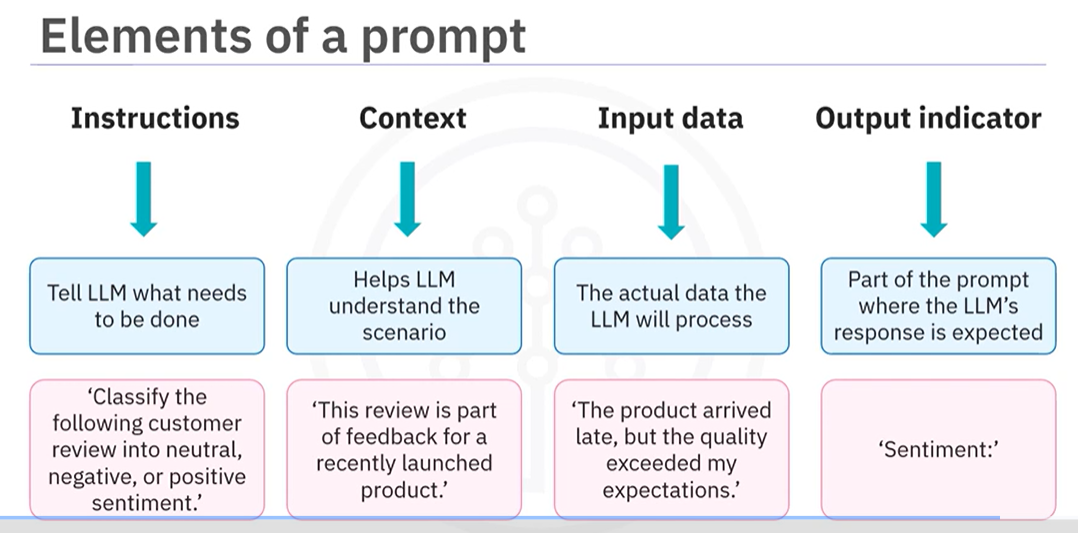 Elements of a prompt
Instructions
Context
Input data
Output indicator
Tell LLM what needs
to be done
Helps LLM
understand the
scenario
The actual data the
LLM will process
Part of the prompt
where the LLM’s
response is expected
‘Classify the
following customer
review into neutral,
negative, or positive
sentiment.’
‘This review is part
of feedback for a
recently launched
product.’
‘The product arrived
late, but the quality
exceeded my
expectations.’
‘Sentiment:’